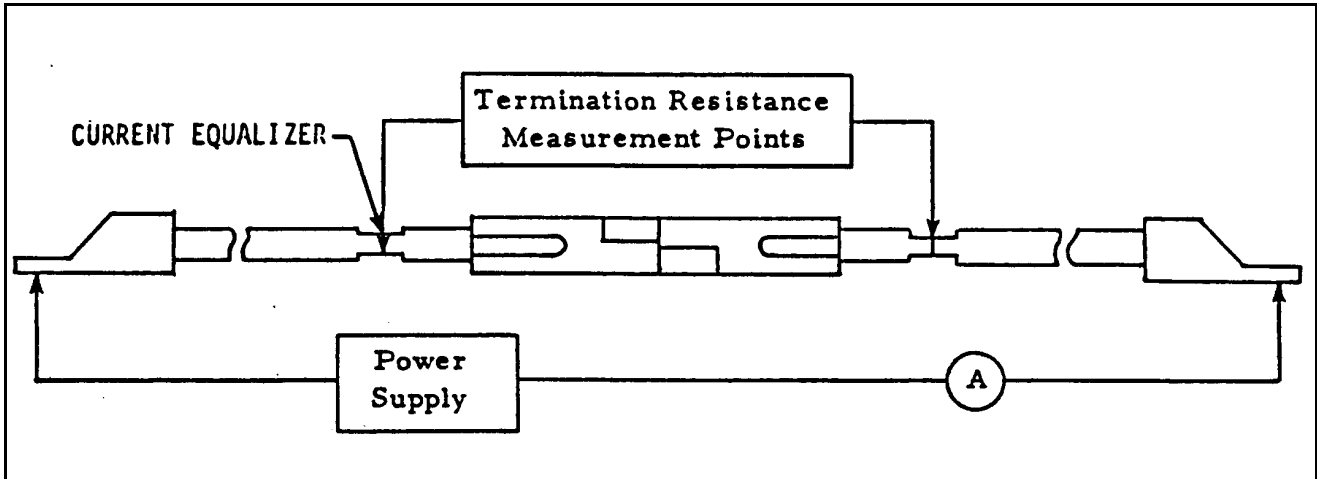 Termination Resistance
Measurement Points
CURRENT EQUALIZER
Power
Supply
A